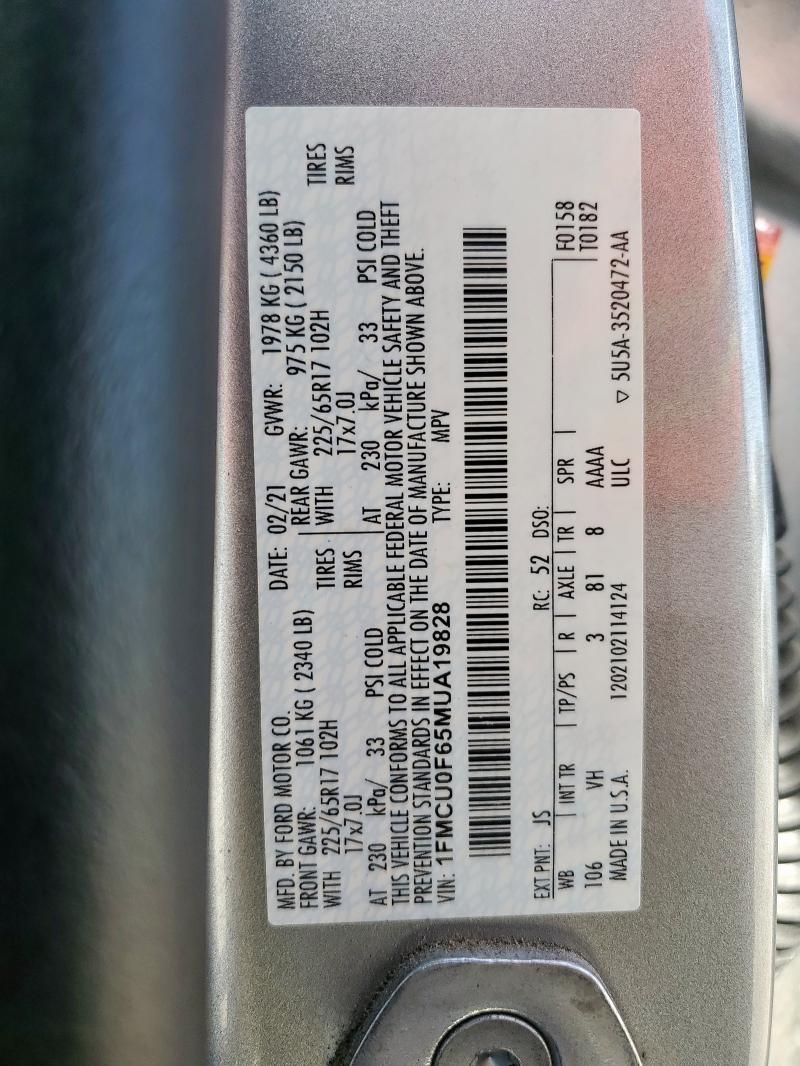 MFD. BY FORD MOTOR CO. DATE: 02/21 GVWR: 1978 KG ( 4360 LB)
FRONT GAWR: 1061 KG ( 2340 LB) REAR GAWR: 975 KG ( 2150 LB)
WITH 225/65R17 102H TIRES WITH 225/65R17 102H TIRES
17x7.0J RIMS 17x7.0J RIMS
AT 230 kPa/ 33 PSI COLD AT 230 kPa/ 33 PSI COLD
THIS VEHICLE CONFORMS TO ALL APPLICABLE FEDERAL MOTOR VEHICLE SAFETY AND THEFT
PREVENTION STANDARDS IN EFFECT ON THE DATE OF MANUFACTURE SHOWN ABOVE.
VIN: 1FMCU0F65MUA19828 TYPE: MPV
EXT PNT: JS RC: 52 DSO: F0158
WB INT TR TP/PS R AXLE TR SPR T0182
106 VH 3 81 8 AAAA
MADE IN U.S.A. 1202102114124 ULC ▽ 5U5A-3520472-AA